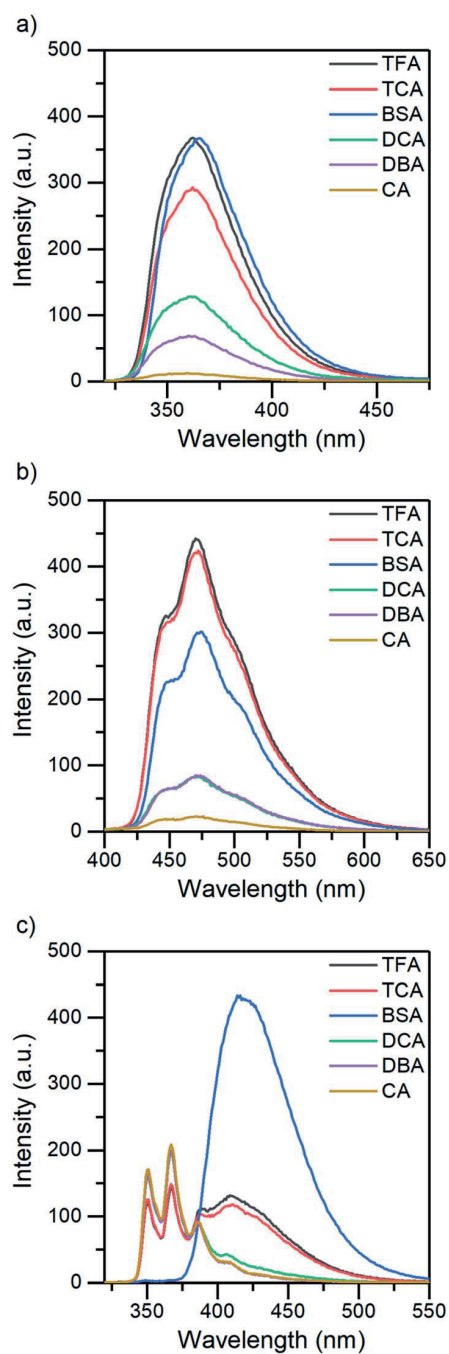 a)
500
400
300
200
100
0
Intensity (a.u.)
TFA
TCA
BSA
DCA
DBA
CA
350 400 450
Wavelength (nm)
b)
500
400
300
200
100
0
Intensity (a.u.)
TFA
TCA
BSA
DCA
DBA
CA
400 450 500 550 600 650
Wavelength (nm)
c)
500
400
300
200
100
0
Intensity (a.u.)
TFA
TCA
BSA
DCA
DBA
CA
350 400 450 500 550
Wavelength (nm)